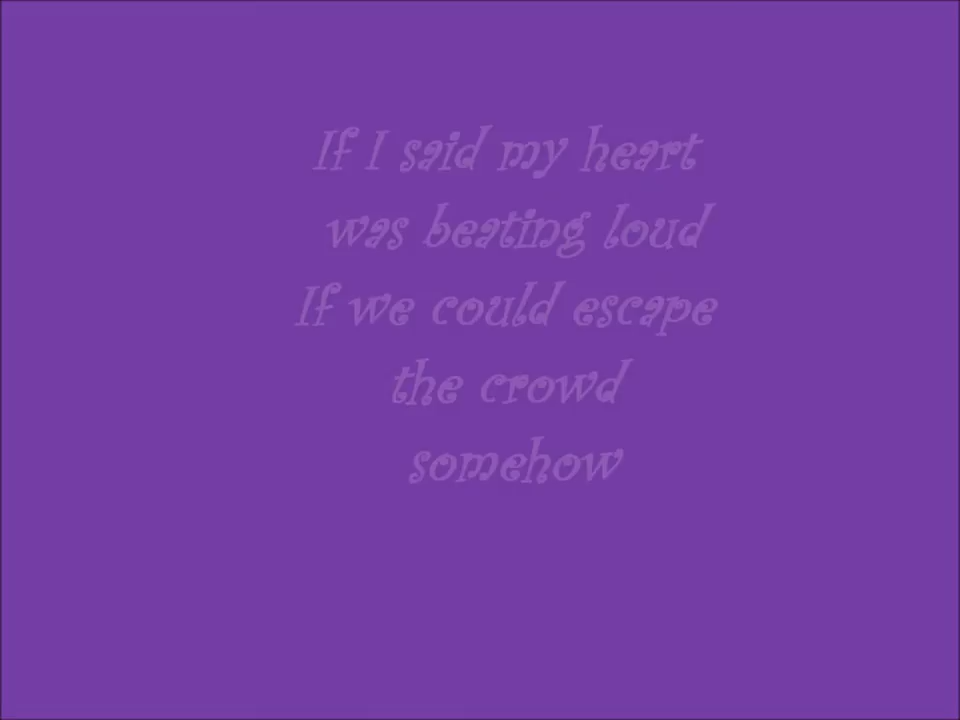 If I said my heart
was beating loud
If we could escape
the crowd
somehow